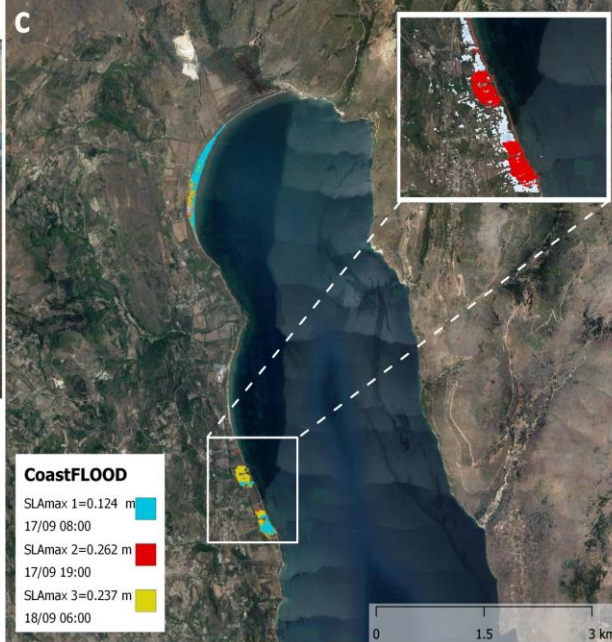 C
CoastFLOOD
SLAmax 1=0.124 m
17/09 08:00
SLAmax 2=0.262 m
17/09 19:00
SLAmax 3=0.237 m
18/09 06:00
0 1.5 3 km